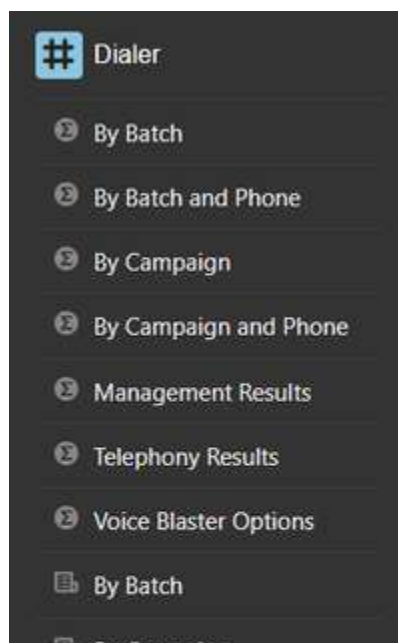 Dialer
By Batch
By Batch and Phone
By Campaign
By Campaign and Phone
Management Results
Telephony Results
Voice Blaster Options
By Batch